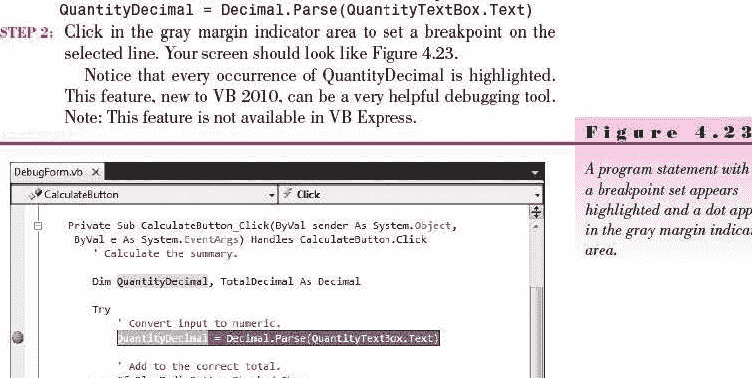 QuantityDecimal = Decimal.Parse(QuantityTextBox.Text)
STEP 2: Click in the gray margin indicator area to set a breakpoint on the
selected line. Your screen should look like Figure 4.23.
Notice that every occurrence of QuantityDecimal is highlighted.
This feature, new to VB 2010, can be a very helpful debugging tool.
Note: This feature is not available in VB Express.
Figure 4.23
A program statement with
a breakpoint set appears
highlighted and a dot
in the gray margin
area.
DebugForm.vb X
CalculateButton
Click
Private Sub CalculateButton_Click(ByVal sender As System.Object,
ByVal e As System.EventArgs) Handles CalculateButton.Click
' Calculate the summary.
Dim QuantityDecimal, TotalDecimal As Decimal
Try
' Convert input to numeric.
QuantityDecimal = Decimal.Parse(QuantityTextBox.Text)
' Add to the correct total.